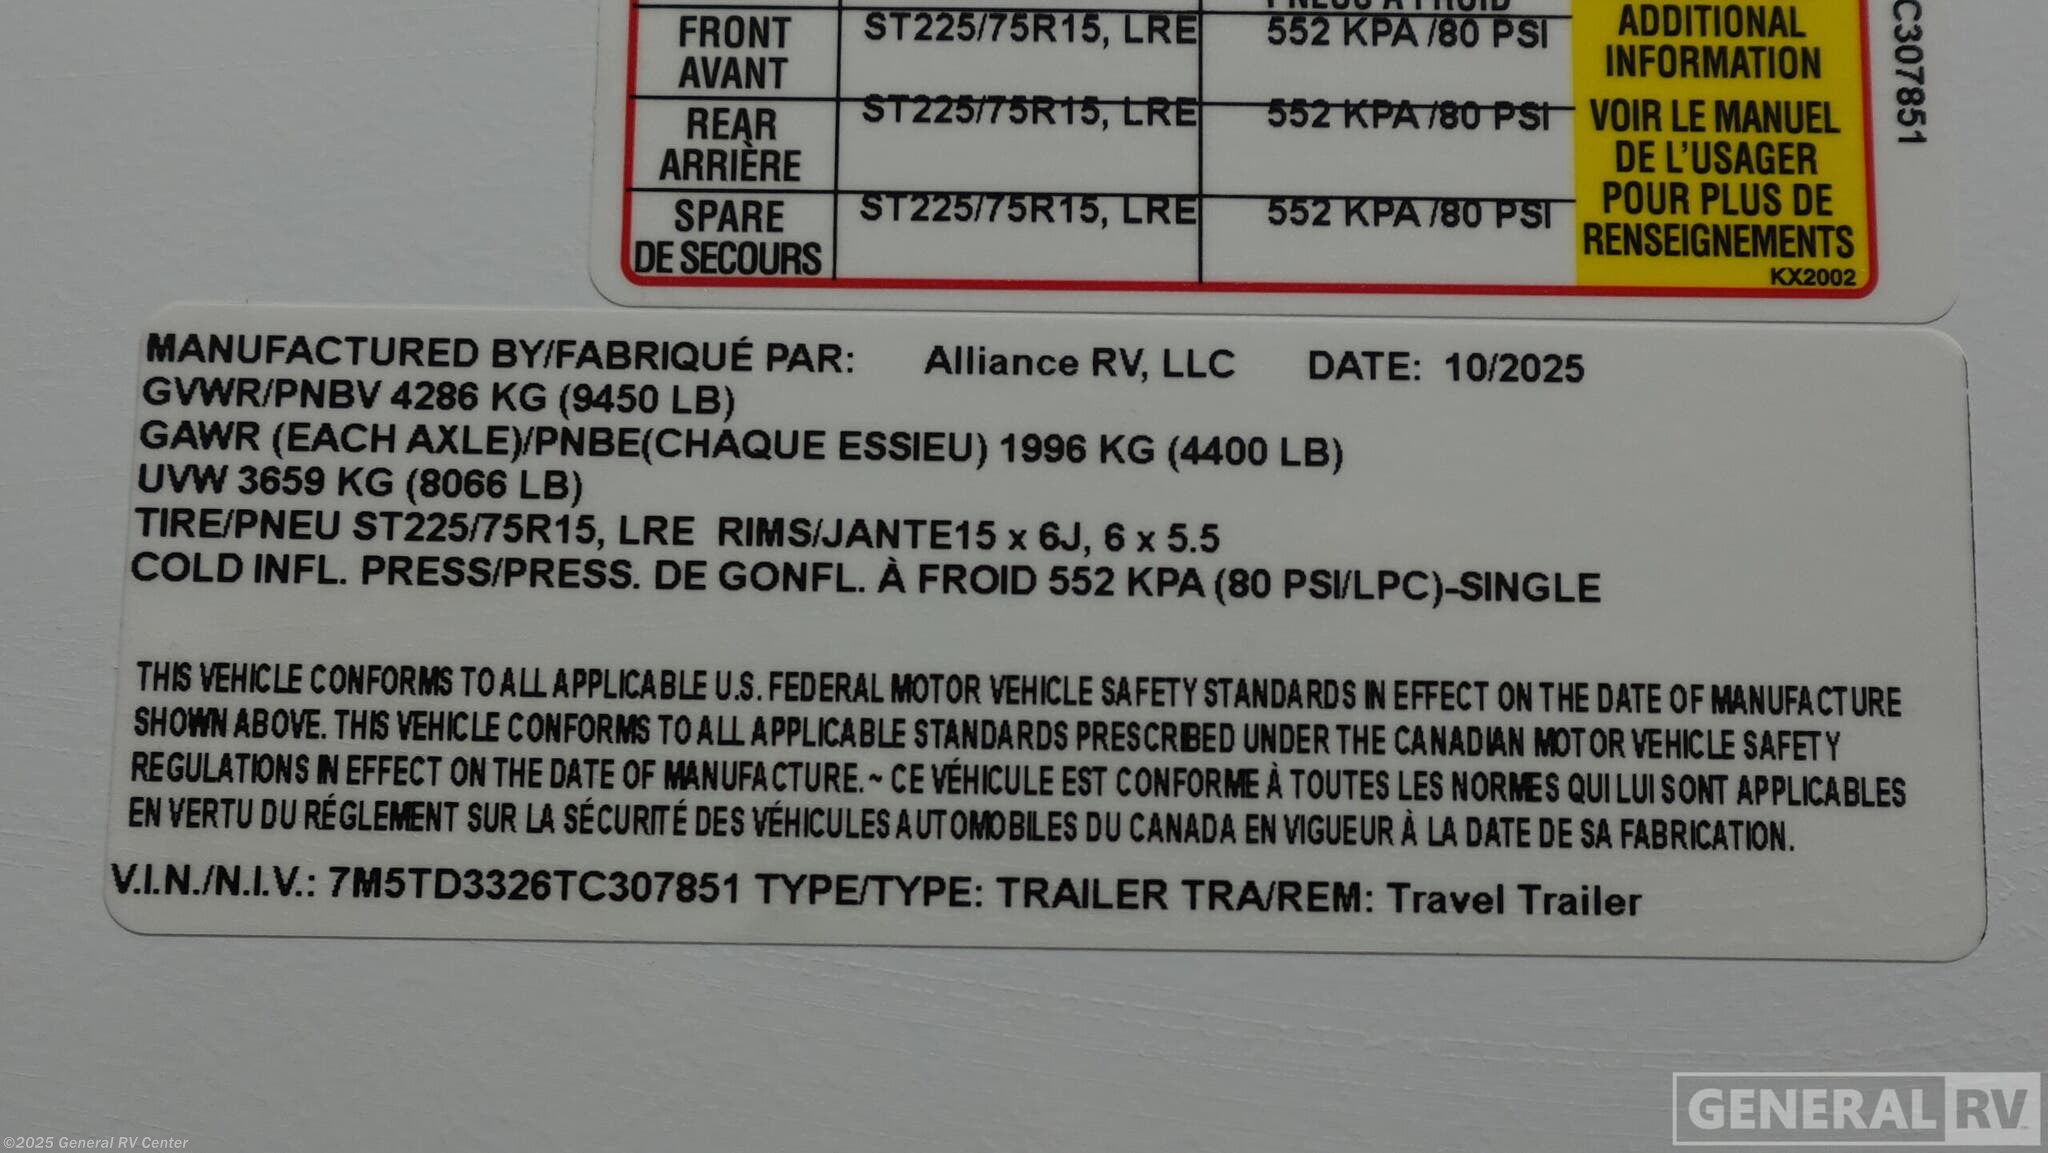 PNEUS À FROID
FRONT
AVANT
ST225/75R15, LRE
552 KPA /80 PSI
REAR
ARRIÈRE
ST225/75R15, LRE
552 KPA /80 PSI
SPARE
DE SECOURS
ST225/75R15, LRE
552 KPA /80 PSI
ADDITIONAL
INFORMATION
VOIR LE MANUEL
DE L'USAGER
POUR PLUS DE
RENSEIGNEMENTS
KX2002
C307851
MANUFACTURED BY/FABRIQUÉ PAR: Alliance RV, LLC DATE: 10/2025
GVWR/PNBV 4286 KG (9450 LB)
GAWR (EACH AXLE)/PNBE(CHAQUE ESSIEU) 1996 KG (4400 LB)
UVW 3659 KG (8066 LB)
TIRE/PNEU ST225/75R15, LRE RIMS/JANTE15 x 6J, 6 x 5.5
COLD INFL. PRESS/PRESS. DE GONFL. À FROID 552 KPA (80 PSI/LPC)-SINGLE
THIS VEHICLE CONFORMS TO ALL APPLICABLE U.S. FEDERAL MOTOR VEHICLE SAFETY STANDARDS IN EFFECT ON THE DATE OF MANUFACTURE
SHOWN ABOVE. THIS VEHICLE CONFORMS TO ALL APPLICABLE STANDARDS PRESCRIBED UNDER THE CANADIAN MOTOR VEHICLE SAFETY
REGULATIONS IN EFFECT ON THE DATE OF MANUFACTURE. ~ CE VÉHICULE EST CONFORME À TOUTES LES NORMES QUI LUI SONT APPLICABLES
EN VERTU DU RÉGLEMENT SUR LA SÉCURITÉ DES VÉHICULES AUTOMOBILES DU CANADA EN VIGUEUR À LA DATE DE SA FABRICATION.
V.I.N./N.I.V.: 7M5TD3326TC307851 TYPE/TYPE: TRAILER TRA/REM: Travel Trailer
GENERAL RV
©2025 General RV Center